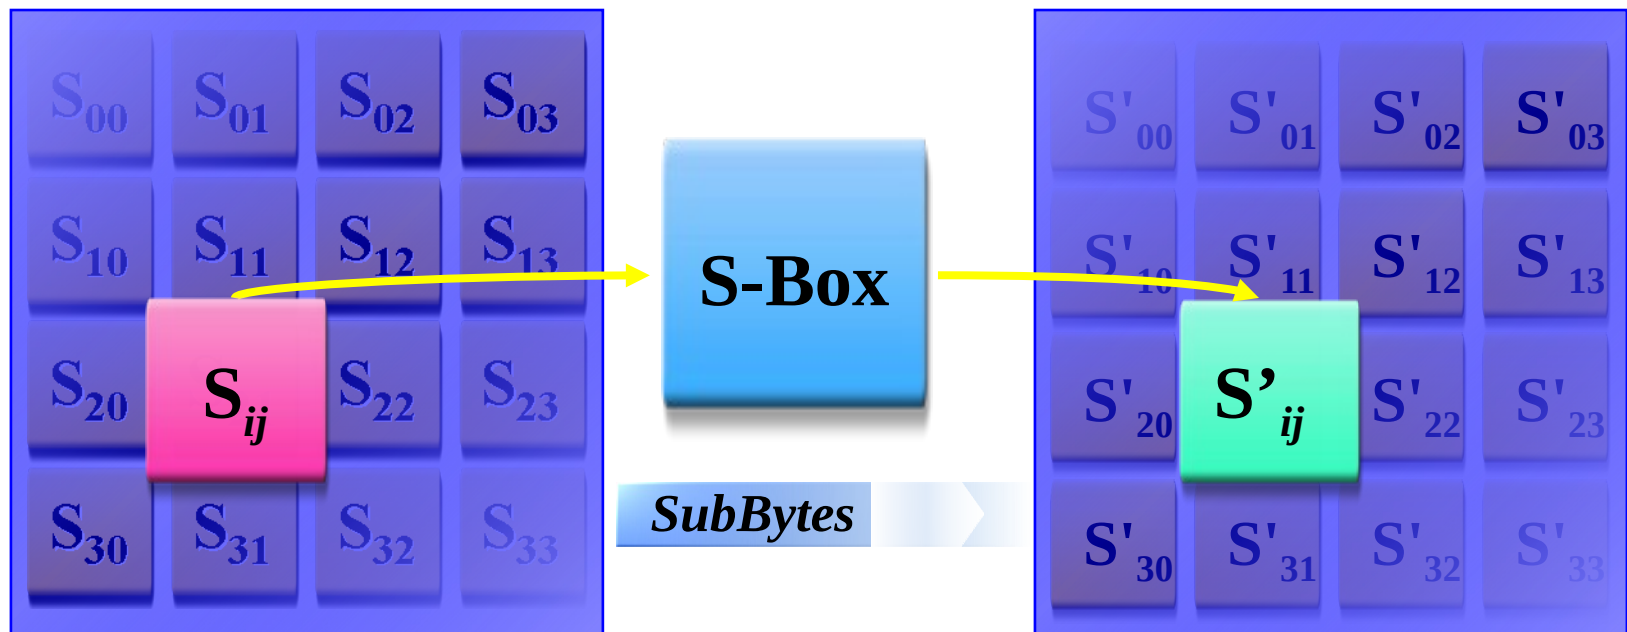 S00 S01 S02 S03
S10 S11 S12 S13
Sij
S20 S22 S23
S30 S31 S32 S33
S-Box
SubBytes
S'00 S'01 S'02 S'03
S'10 S'11 S'12 S'13
S’ij
S'20 S'22 S'23
S'30 S'31 S'32 S'33